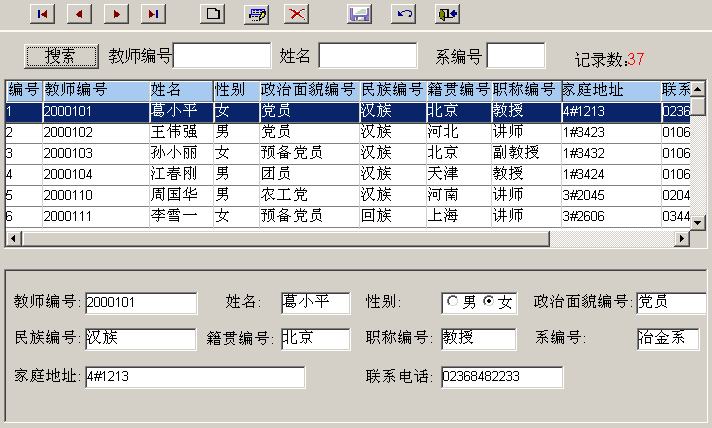 搜索 教师编号 姓名 系编号 记录数:37
编号 教师编号 姓名 性别 政治面貌编号 民族编号 籍贯编号 职称编号 家庭地址 联系
1 2000101 葛小平 女 党员 汉族 北京 教授 4#1213 0236
2 2000102 王伟强 男 党员 汉族 河北 讲师 1#3423 0106
3 2000103 孙小丽 女 预备党员 汉族 北京 副教授 1#3432 0106
4 2000104 江春刚 男 团员 汉族 天津 教授 1#3424 0106
5 2000110 周国华 男 农工党 汉族 河南 讲师 3#2045 0204
6 2000111 李雪一 女 预备党员 回族 上海 讲师 3#2606 0344
教师编号: 2000101 姓名: 葛小平 性别: 男 女 政治面貌编号: 党员
民族编号: 汉族 籍贯编号: 北京 职称编号: 教授 系编号: 冶金系
家庭地址: 4#1213 联系电话: 02368482233